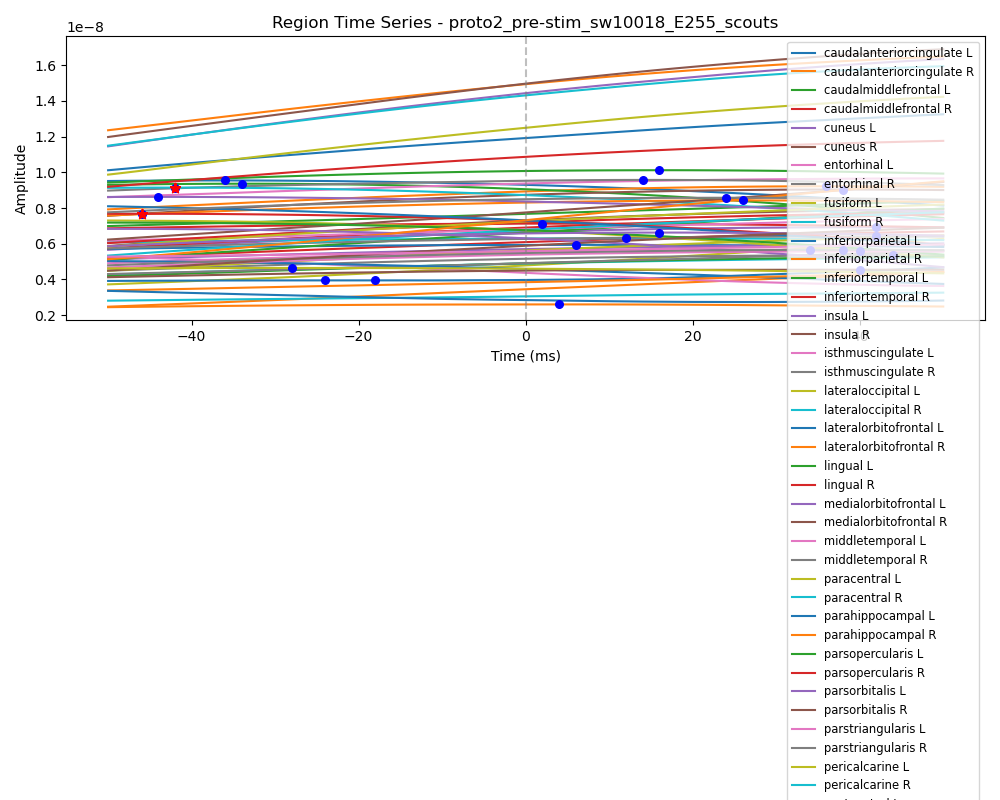 Region Time Series - proto2_pre-stim_sw10018_E255_scouts
1e−8
1.6
1.4
1.2
1.0
0.8
0.6
0.4
0.2
Amplitude
−40
−20
0
20
Time (ms)
caudalanteriorcingulate L
caudalanteriorcingulate R
caudalmiddlefrontal L
caudalmiddlefrontal R
cuneus L
cuneus R
entorhinal L
entorhinal R
fusiform L
fusiform R
inferiorparietal L
inferiorparietal R
inferiortemporal L
inferiortemporal R
insula L
insula R
isthmuscingulate L
isthmuscingulate R
lateraloccipital L
lateraloccipital R
lateralorbitofrontal L
lateralorbitofrontal R
lingual L
lingual R
medialorbitofrontal L
medialorbitofrontal R
middletemporal L
middletemporal R
paracentral L
paracentral R
parahippocampal L
parahippocampal R
parsopercularis L
parsopercularis R
parsorbitalis L
parsorbitalis R
parstriangularis L
parstriangularis R
pericalcarine L
pericalcarine R